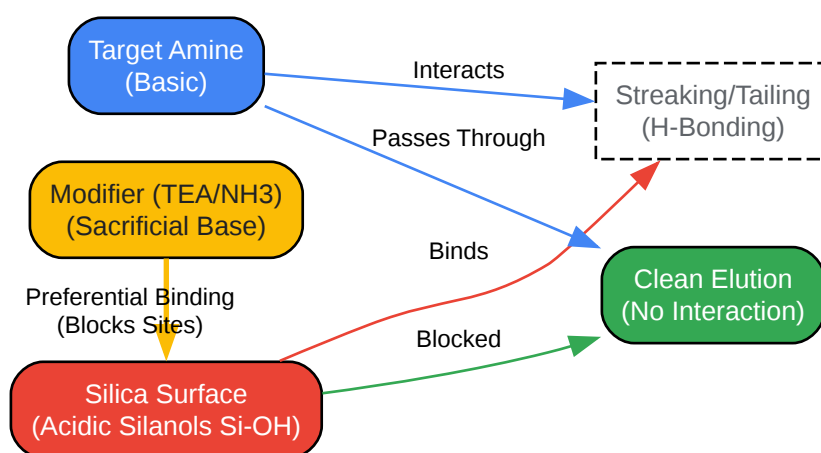 Target Amine
(Basic)
Interacts
Streaking/Tailing
(H-Bonding)
Passes Through
Modifier (TEA/NH3)
(Sacrificial Base)
Binds
Clean Elution
(No Interaction)
Preferential Binding
(Blocks Sites)
Blocked
Silica Surface
(Acidic Silanols Si-OH)